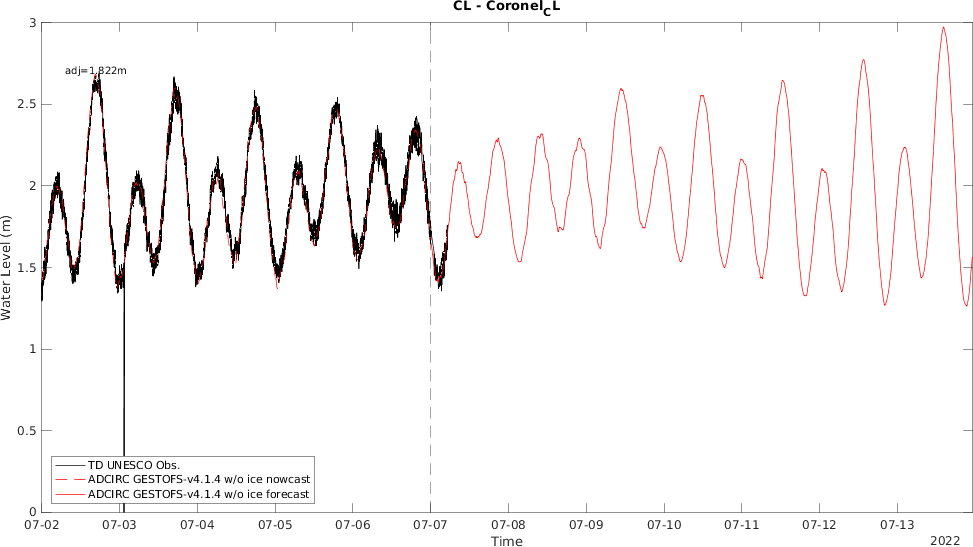 CL - Coronel_CL
adj=1.822m
3
2.5
2
1.5
1
0.5
0
Water Level (m)
TD UNESCO Obs.
ADCIRC GESTOFS-v4.1.4 w/o ice nowcast
ADCIRC GESTOFS-v4.1.4 w/o ice forecast
07-02 07-03 07-04 07-05 07-06 07-07 07-08 07-09 07-10 07-11 07-12 07-13
Time
2022